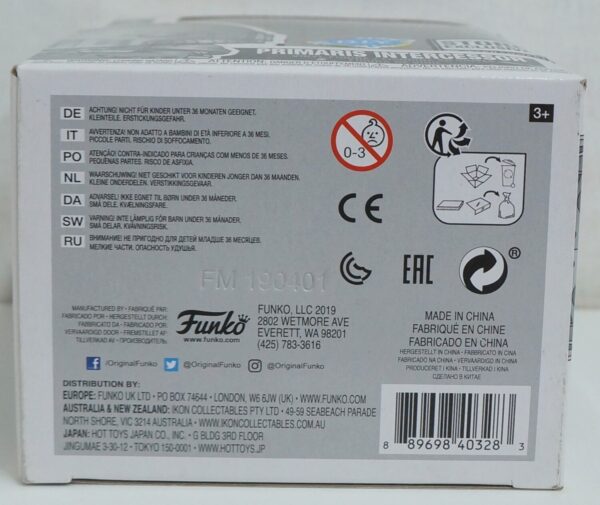 PRIMARIS INTERCESSOR
DE ACHTUNG! NICHT FÜR KINDER UNTER 36 MONATEN GEEIGNET.
KLEINTEILE. ERSTICKUNGSGEFAHR.
IT AVVERTENZA! NON ADATTO A BAMBINI DI ETÀ INFERIORE A 36 MESI.
PICCOLE PARTI. RISCHIO DI SOFFOCAMENTO.
PO ATENÇÃO! CONTRA-INDICADO PARA CRIANÇAS COM MENOS DE 36 MESES.
PEQUENAS PARTES. RISCO DE ASFIXIA.
NL WAARSCHUWING! NIET GESCHIKT VOOR KINDEREN JONGER DAN 36 MAANDEN.
KLEINE ONDERDELEN. VERSTIKKINGSGEVAAR.
DA ADVARSEL! IKKE EGNET TIL BØRN UNDER 36 MÅNEDER.
SMÅ DELE. KVÆLNINGSFARE.
SW VARNING! INTE LÄMPLIG FÖR BARN UNDER 36 MÅNADER.
SMÅ DELAR. KVÄVNINGSRISK.
RU ВНИМАНИЕ! НЕ ПРИГОДНО ДЛЯ ДЕТЕЙ МЛАДШЕ 36 МЕСЯЦЕВ.
МЕЛКИЕ ЧАСТИ. ОПАСНОСТЬ УДУШЬЯ.
0-3
3+
CE
EAC
®
FM 190401
MANUFACTURED BY • FABRIQUÉ PAR
FABRICADO POR • HERGESTELLT DURCH
FABBRICATO DA • FABRICADO POR
VERVAARDIGD DOOR • FREMSTILLET AF
TILLVERKAD AV • ПРОИЗВЕДЕНО
Funko
www.funko.com
FUNKO, LLC 2019
2802 WETMORE AVE
EVERETT, WA 98201
(425) 783-3616
/OriginalFunko @OriginalFunko @OriginalFunko
MADE IN CHINA
FABRIQUÉ EN CHINE
FABRICADO EN CHINA
HERGESTELLT IN CHINA • FABBRICATO IN CINA
PRODUCERET I KINA • TILLVERKAD I KINA
СДЕЛАНО В КИТАЕ
DISTRIBUTION BY:
EUROPE: FUNKO UK LTD • PO BOX 74654 • LONDON, W6 6JW (UK) • WWW.FUNKO.COM
AUSTRALIA & NEW ZEALAND: IKON COLLECTABLES PTY LTD • 49-59 SEABEACH PARADE
NORTH SHORE, VIC 3214 AUSTRALIA • WWW.IKONCOLLECTABLES.COM.AU
JAPAN: HOT TOYS JAPAN CO., INC. • G BLDG 3RD FLOOR
JINGUMAE 3-30-12 • TOKYO 150-0001 • WWW.HOTTOYS.JP
8 89698 40328 3